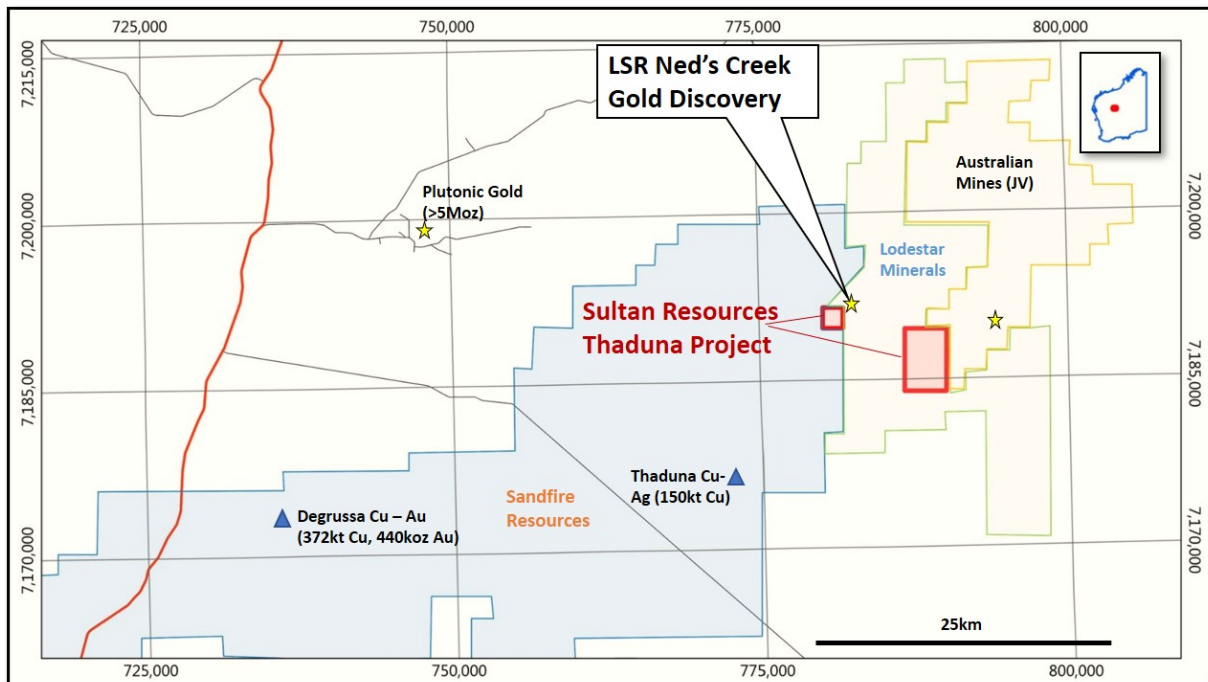 725,000
750,000
775,000
800,000
7,215,000
7,200,000
7,185,000
7,170,000
LSR Ned's Creek
Gold Discovery
Australian
Mines (JV)
Plutonic Gold
(>5Moz)
Lodestar
Minerals
Sultan Resources
Thaduna Project
Thaduna Cu-
Ag (150kt Cu)
Sandfire
Resources
Degrussa Cu – Au
(372kt Cu, 440koz Au)
25km
7,200,000
7,185,000
7,170,000
725,000
750,000
775,000
800,000